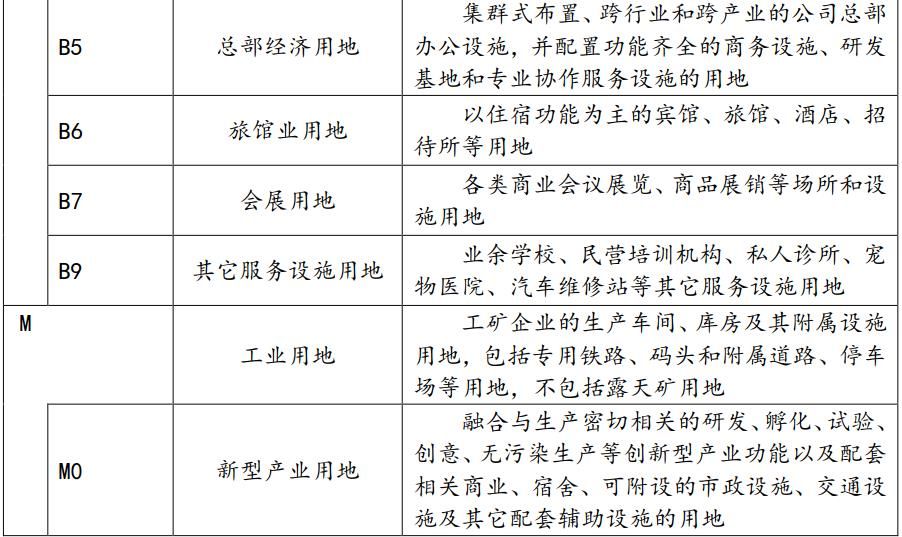 集群式布置、跨行业和跨产业的公司总部
B5 总部经济用地 办公设施，并配置功能齐全的商务设施、研发
基地和专业协作服务设施的用地
以住宿功能为主的宾馆、旅馆、酒店、招
B6 旅馆业用地
待所等用地
各类商业会议展览、商品展销等场所和设
B7 会展用地
施用地
业余学校、民营培训机构、私人诊所、宠
B9 其它服务设施用地
物医院、汽车维修站等其它服务设施用地
M 工矿企业的生产车间、库房及其附属设施
工业用地 用地，包括专用铁路、码头和附属道路、停车
场等用地，不包括露天矿用地
融合与生产密切相关的研发、孵化、试验、
创意、无污染生产等创新型产业功能以及配套
M0 新型产业用地
相关商业、宿舍、可附设的市政设施、交通设
施及其它配套辅助设施的用地